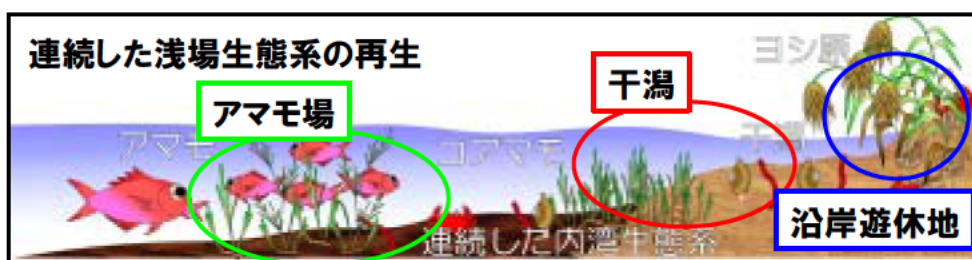 連続した浅場生態系の再生
ヨシ原
アマモ場
干潟
アマモ
コアマモ
干潟
沿岸遊休地
連続した内湾生態系